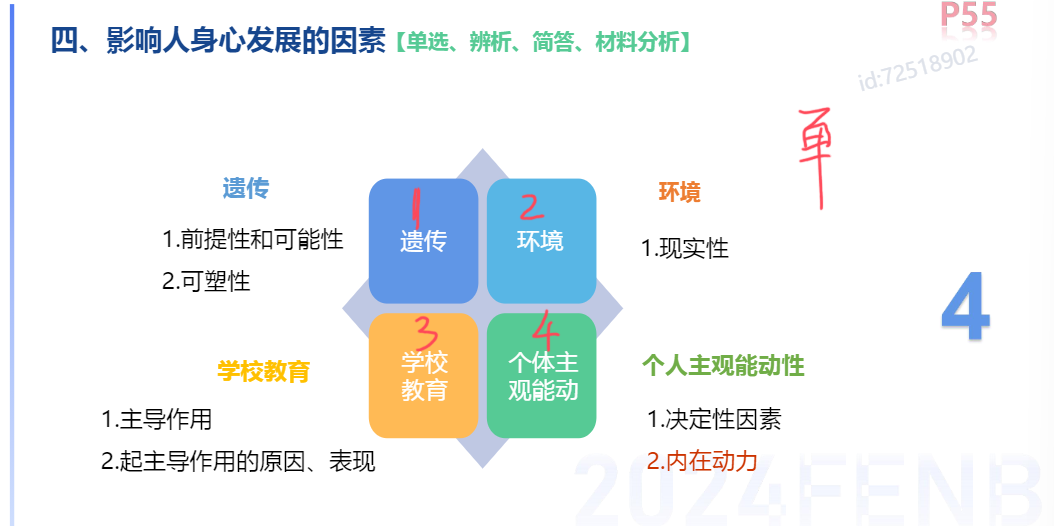 P55
四、影响人身心发展的因素【单选、辨析、简答、材料分析】
id:72518902
单
遗传
1.前提性和可能性
2.可塑性
1
遗传
2
环境
环境
1.现实性
4
学校教育
1.主导作用
2.起主导作用的原因、表现
3
学校
教育
4
个体主
观能动
个人主观能动性
1.决定性因素
2.内在动力
2024FENB